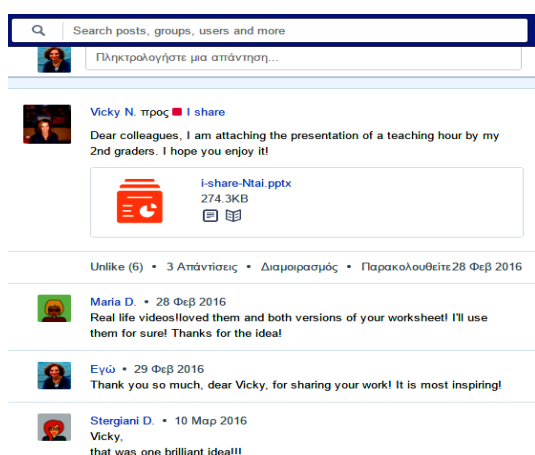 Search posts, groups, users and more
Πληκτρολογήστε μια απάντηση...
Vicky N. προς I share
Dear colleagues, I am attaching the presentation of a teaching hour by my
2nd graders. I hope you enjoy it!
i-share-Ntai.pptx
274.3KB
Unlike (6) • 3 Απάντίσεις • Διαμοιρασμός • Παρακολουθείτε 28 Φεβ 2016
Maria D. • 28 Φεβ 2016
Real life videos!loved them and both versions of your worksheet! I'll use
them for sure! Thanks for the idea!
Εγώ • 29 Φεβ 2016
Thank you so much, dear Vicky, for sharing your work! It is most inspiring!
Stergiani D. • 10 Μαρ 2016
Vicky,
that was one brilliant idea!!!